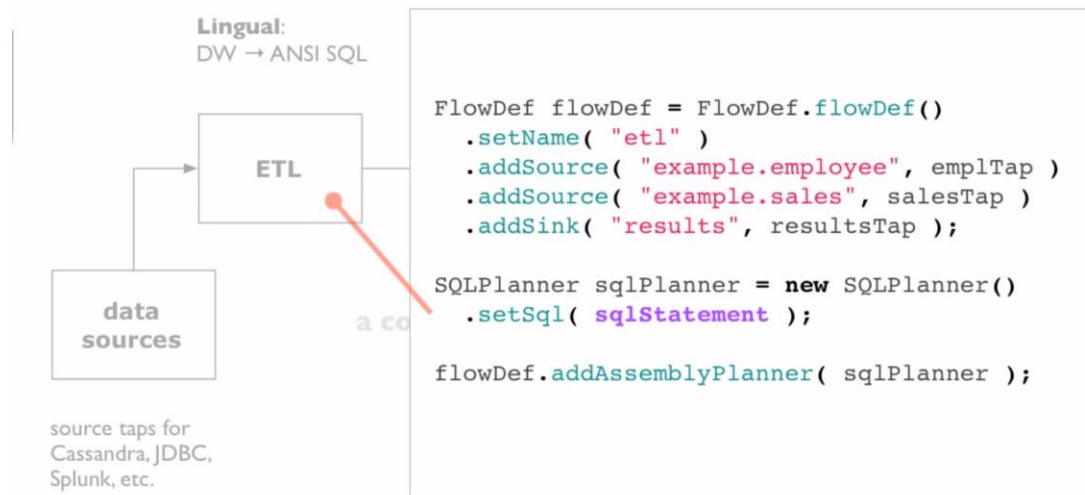 Lingual:
DW → ANSI SQL
ETL
data
sources
source taps for
Cassandra, JDBC,
Splunk, etc.
a co
FlowDef flowDef = FlowDef.flowDef()
  .setName( "etl" )
  .addSource( "example.employee", emplTap )
  .addSource( "example.sales", salesTap )
  .addSink( "results", resultsTap );
SQLPlanner sqlPlanner = new SQLPlanner()
  .setSql( sqlStatement );
flowDef.addAssemblyPlanner( sqlPlanner );